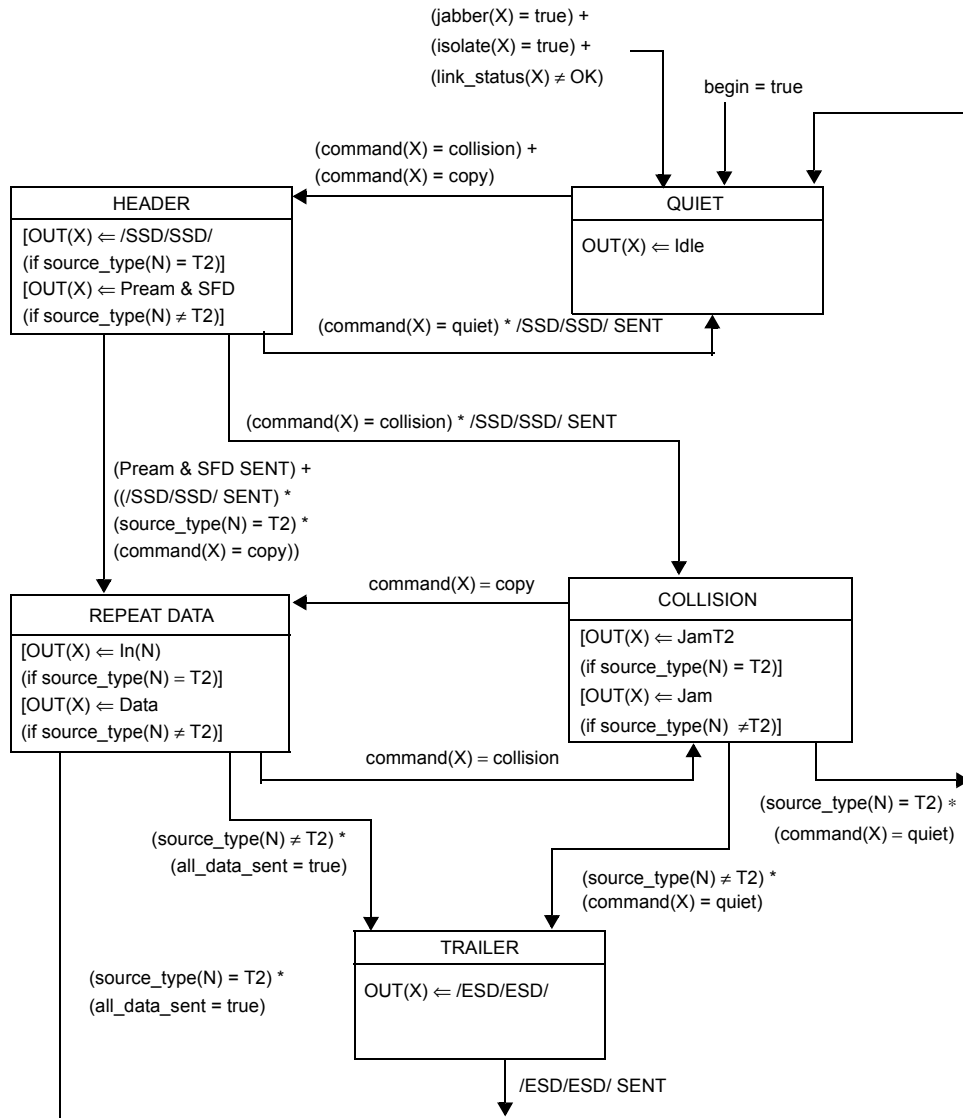 (jabber(X) = true) +
(isolate(X) = true) +
(link_status(X) ≠ OK)
begin = true
(command(X) = collision) +
(command(X) = copy)
HEADER
[OUT(X) ⇐ /SSD/SSD/
(if source_type(N) = T2)]
[OUT(X) ⇐ Pream & SFD
(if source_type(N) ≠ T2)]
QUIET
OUT(X) ⇐ Idle
(command(X) = quiet) * /SSD/SSD/ SENT
(command(X) = collision) * /SSD/SSD/ SENT
(Pream & SFD SENT) +
((/SSD/SSD/ SENT) *
(source_type(N) = T2) *
(command(X) = copy))
command(X) = copy
REPEAT DATA
[OUT(X) ⇐ In(N)
(if source_type(N) = T2)]
[OUT(X) ⇐ Data
(if source_type(N) ≠ T2)]
COLLISION
[OUT(X) ⇐ JamT2
(if source_type(N) = T2)]
[OUT(X) ⇐ Jam
(if source_type(N) ≠T2)]
command(X) = collision
(source_type(N) = T2) *
(command(X) = quiet)
(source_type(N) ≠ T2) *
(all_data_sent = true)
(source_type(N) ≠ T2) *
(command(X) = quiet)
TRAILER
OUT(X) ⇐ /ESD/ESD/
(source_type(N) = T2) *
(all_data_sent = true)
/ESD/ESD/ SENT